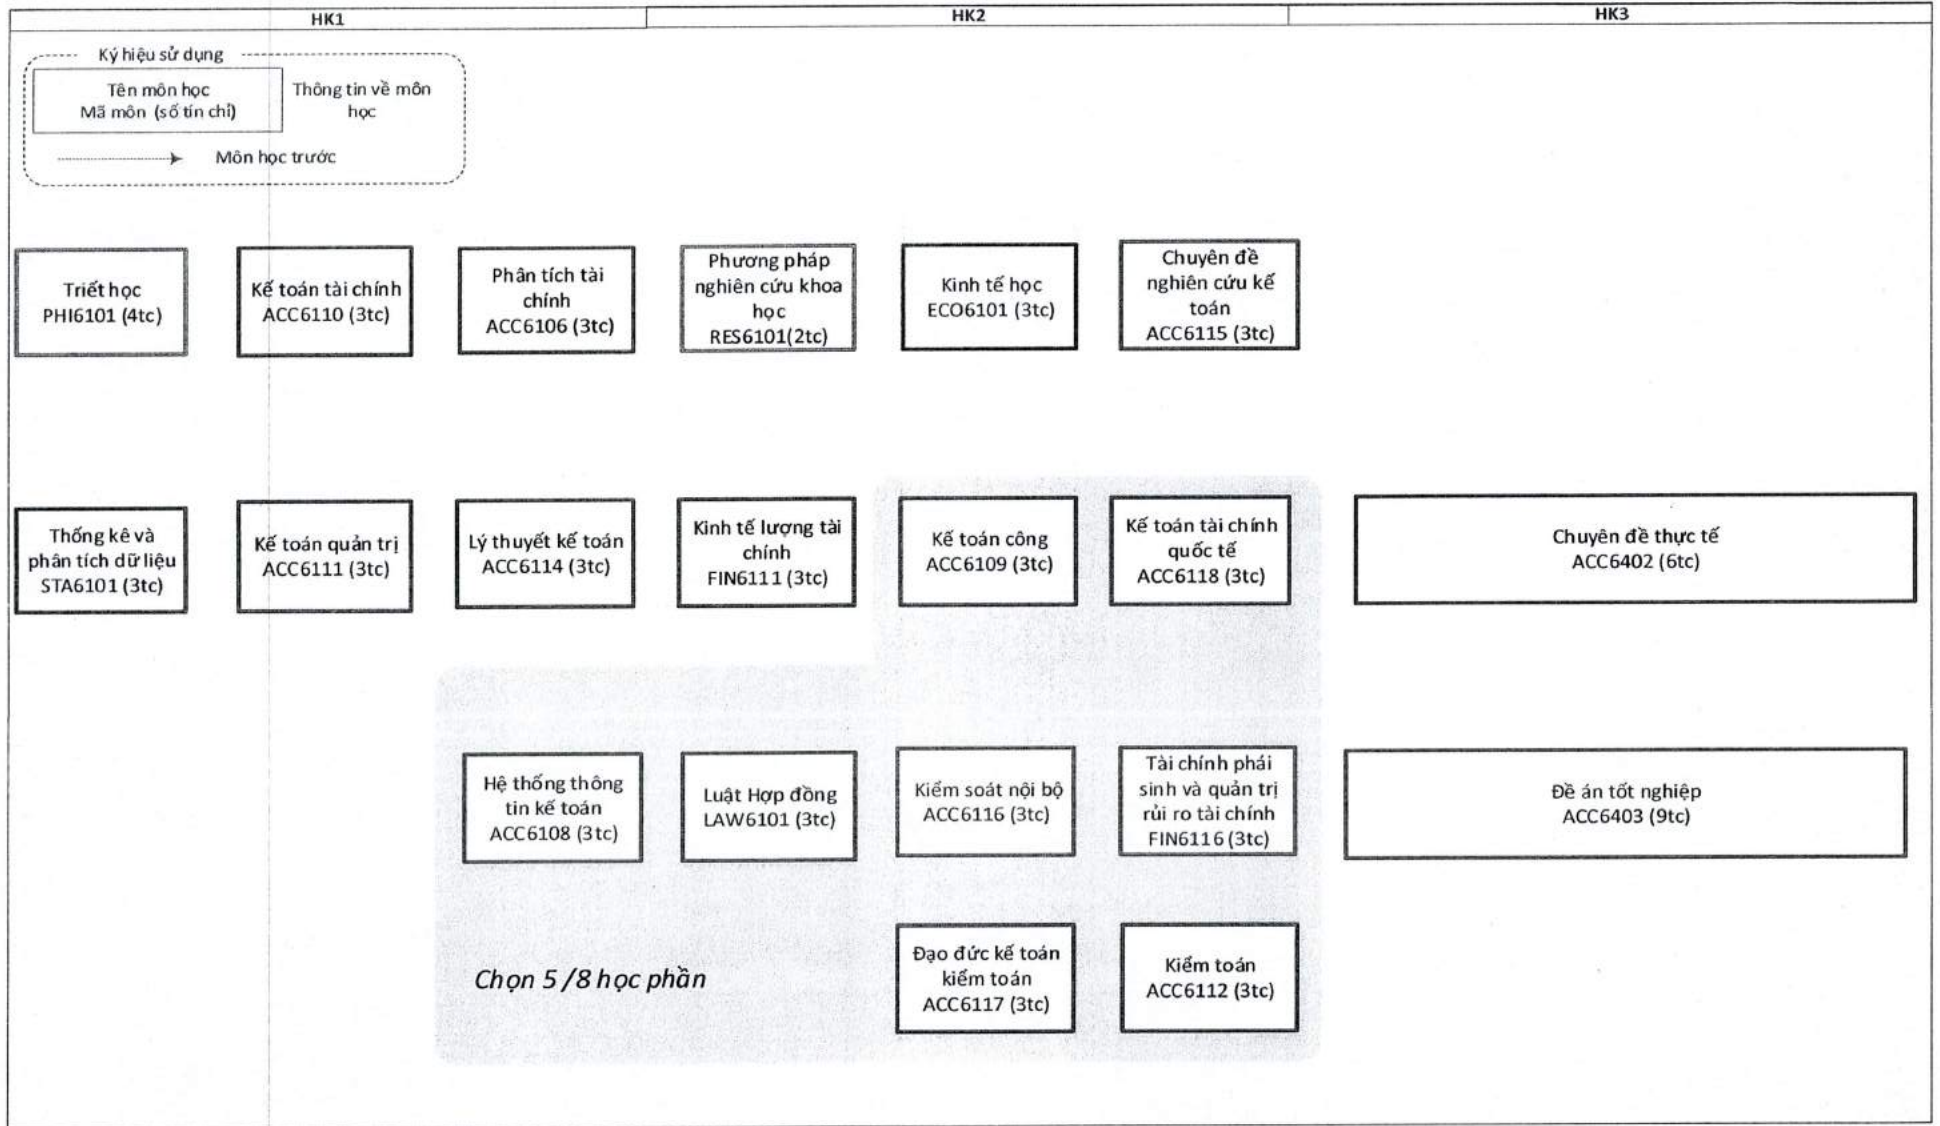 HK1
HK2
HK3
Ký hiệu sử dụng
Tên môn học
Mã môn (số tín chỉ)
Thông tin về môn
học
Môn học trước
Triết học
PHI6101 (4tc)
Kế toán tài chính
ACC6110 (3tc)
Phân tích tài
chính
ACC6106 (3tc)
Phương pháp
nghiên cứu khoa
học
RES6101(2tc)
Kinh tế học
ECO6101 (3tc)
Chuyên đề
nghiên cứu kế
toán
ACC6115 (3tc)
Thống kê và
phân tích dữ liệu
STA6101 (3tc)
Kế toán quản trị
ACC6111 (3tc)
Lý thuyết kế toán
ACC6114 (3tc)
Kinh tế lượng tài
chính
FIN6111 (3tc)
Kế toán công
ACC6109 (3tc)
Kế toán tài chính
quốc tế
ACC6118 (3tc)
Chuyên đề thực tế
ACC6402 (6tc)
Hệ thống thông
tin kế toán
ACC6108 (3tc)
Luật Hợp đồng
LAW6101 (3tc)
Kiểm soát nội bộ
ACC6116 (3tc)
Tài chính phái
sinh và quản trị
rủi ro tài chính
FIN6116 (3tc)
Đề án tốt nghiệp
ACC6403 (9tc)
Chọn 5/8 học phần
Đạo đức kế toán
kiểm toán
ACC6117 (3tc)
Kiểm toán
ACC6112 (3tc)